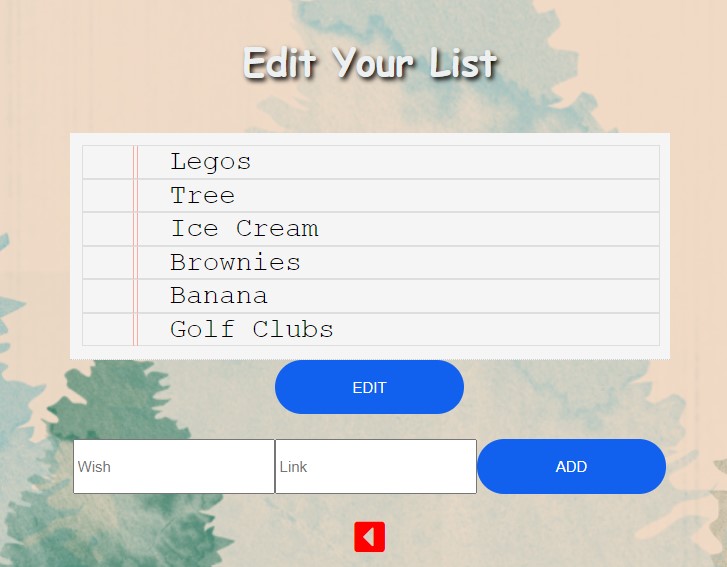 Edit Your List
Legos
Tree
Ice Cream
Brownies
Banana
Golf Clubs
EDIT
Wish Link ADD